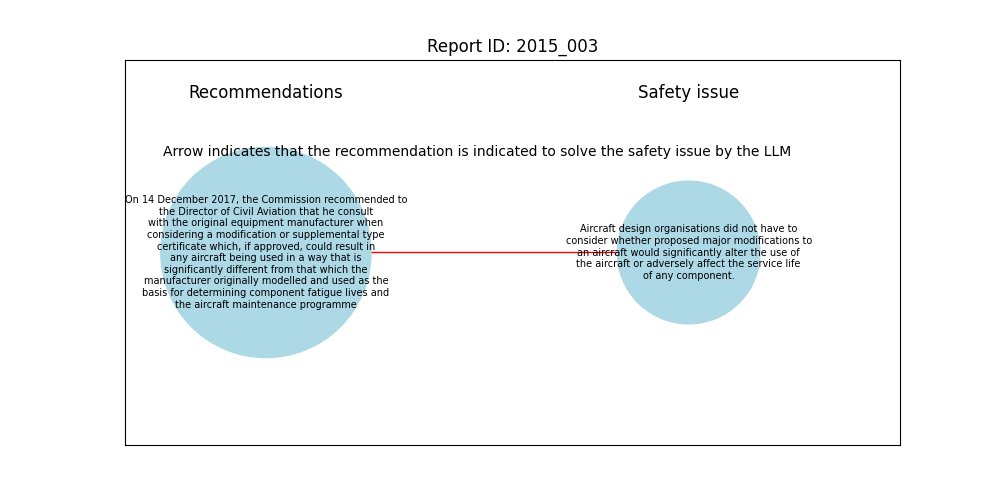 Report ID: 2015_003
Recommendations
Safety issue
Arrow indicates that the recommendation is indicated to solve the safety issue by the LLM
On 14 December 2017, the Commission recommended to
the Director of Civil Aviation that he consult
with the original equipment manufacturer when
considering a modification or supplemental type
certificate which, if approved, could result in
any aircraft being used in a way that is
significantly different from that which the
manufacturer originally modelled and used as the
basis for determining component fatigue lives and
the aircraft maintenance programme
Aircraft design organisations did not have to
consider whether proposed major modifications to
an aircraft would significantly alter the use of
the aircraft or adversely affect the service life
of any component.